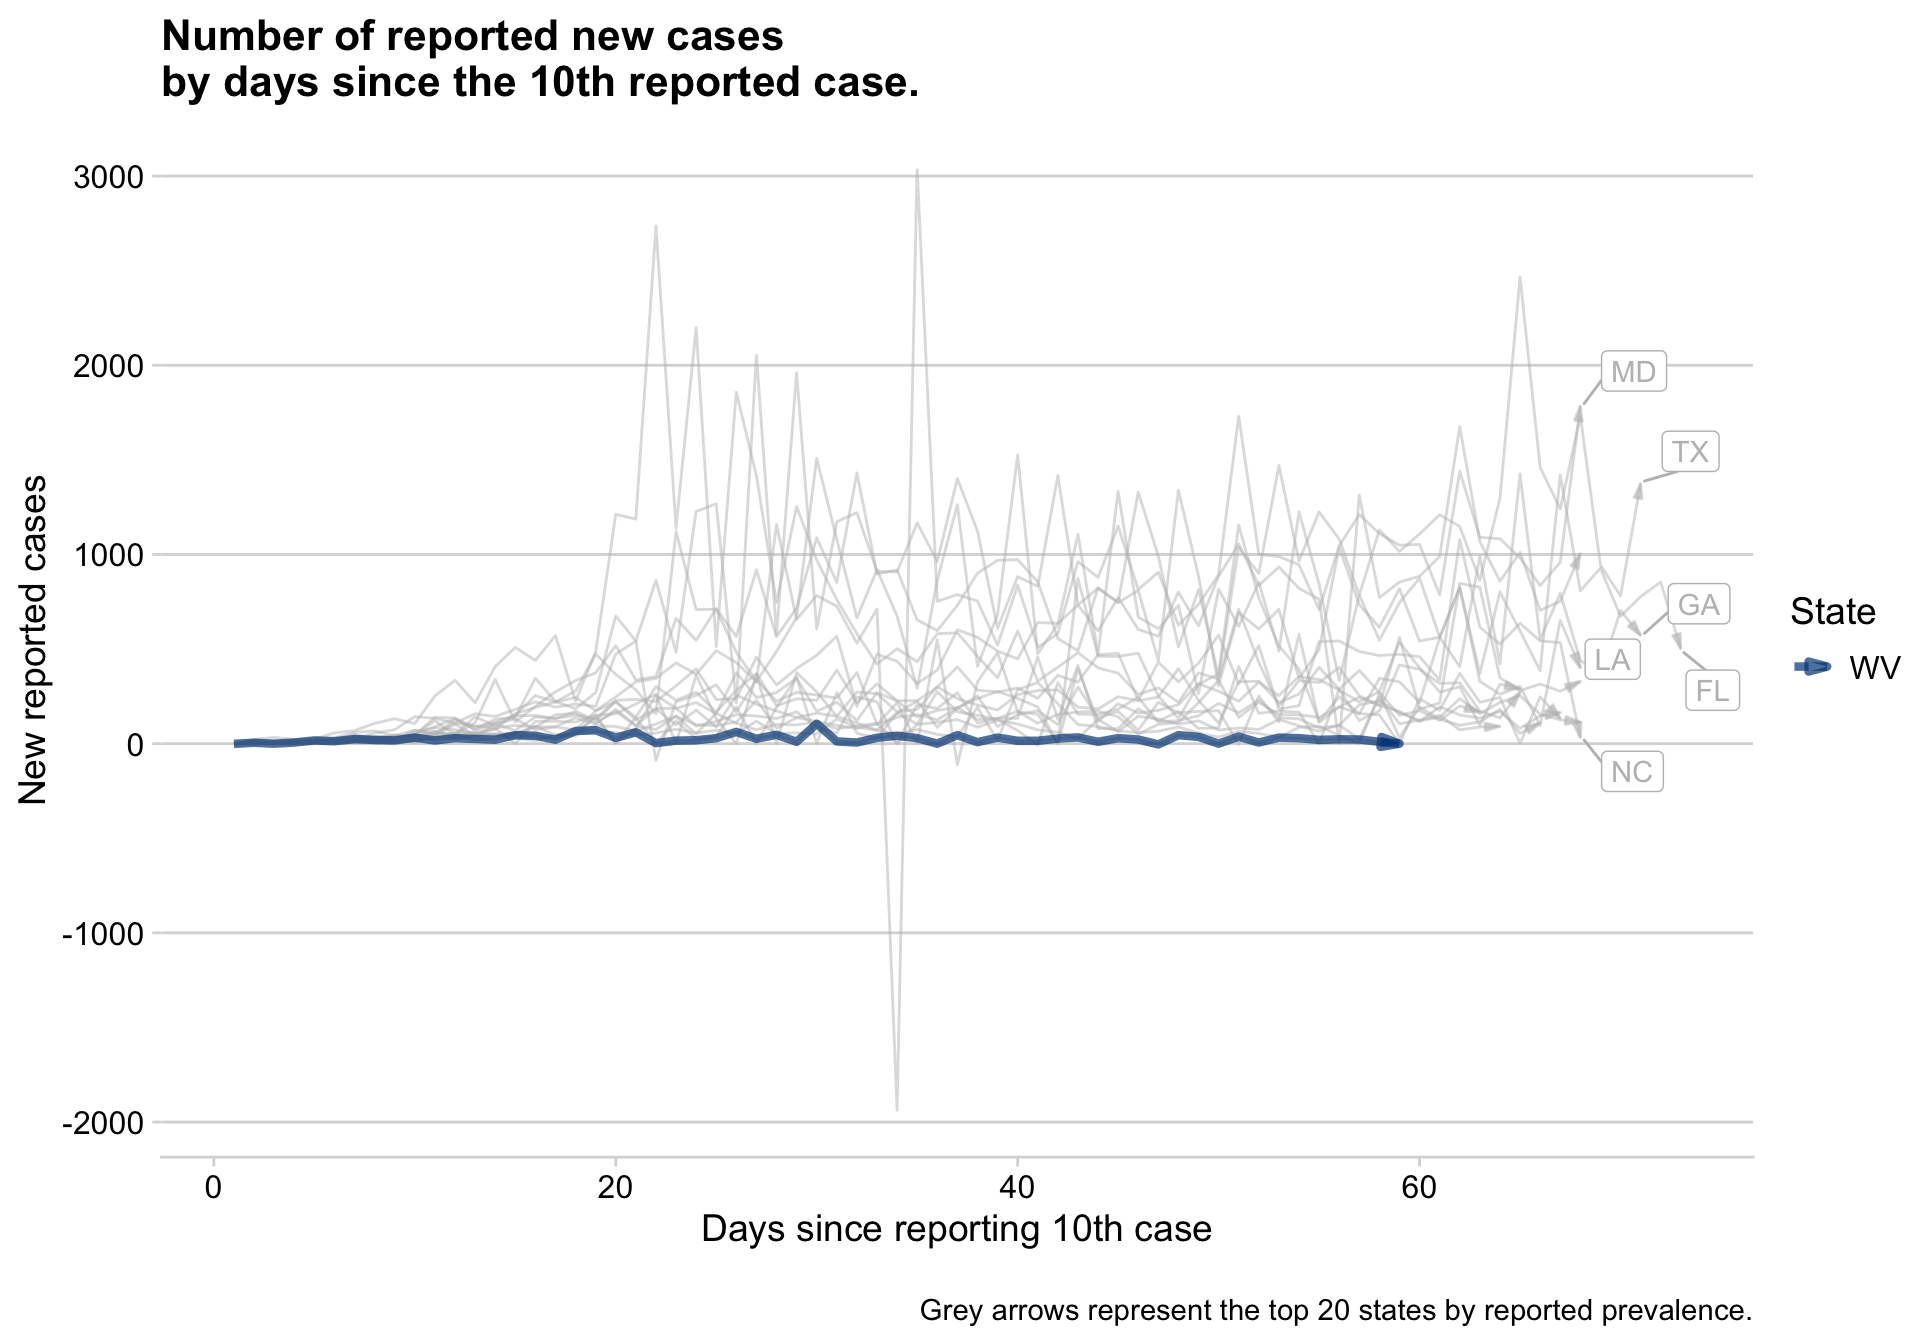 Number of reported new cases
by days since the 10th reported case.
New reported cases
3000
2000
1000
0
-1000
-2000
MD
TX
GA
LA
FL
NC
State
WV
0
20
40
60
Days since reporting 10th case
Grey arrows represent the top 20 states by reported prevalence.